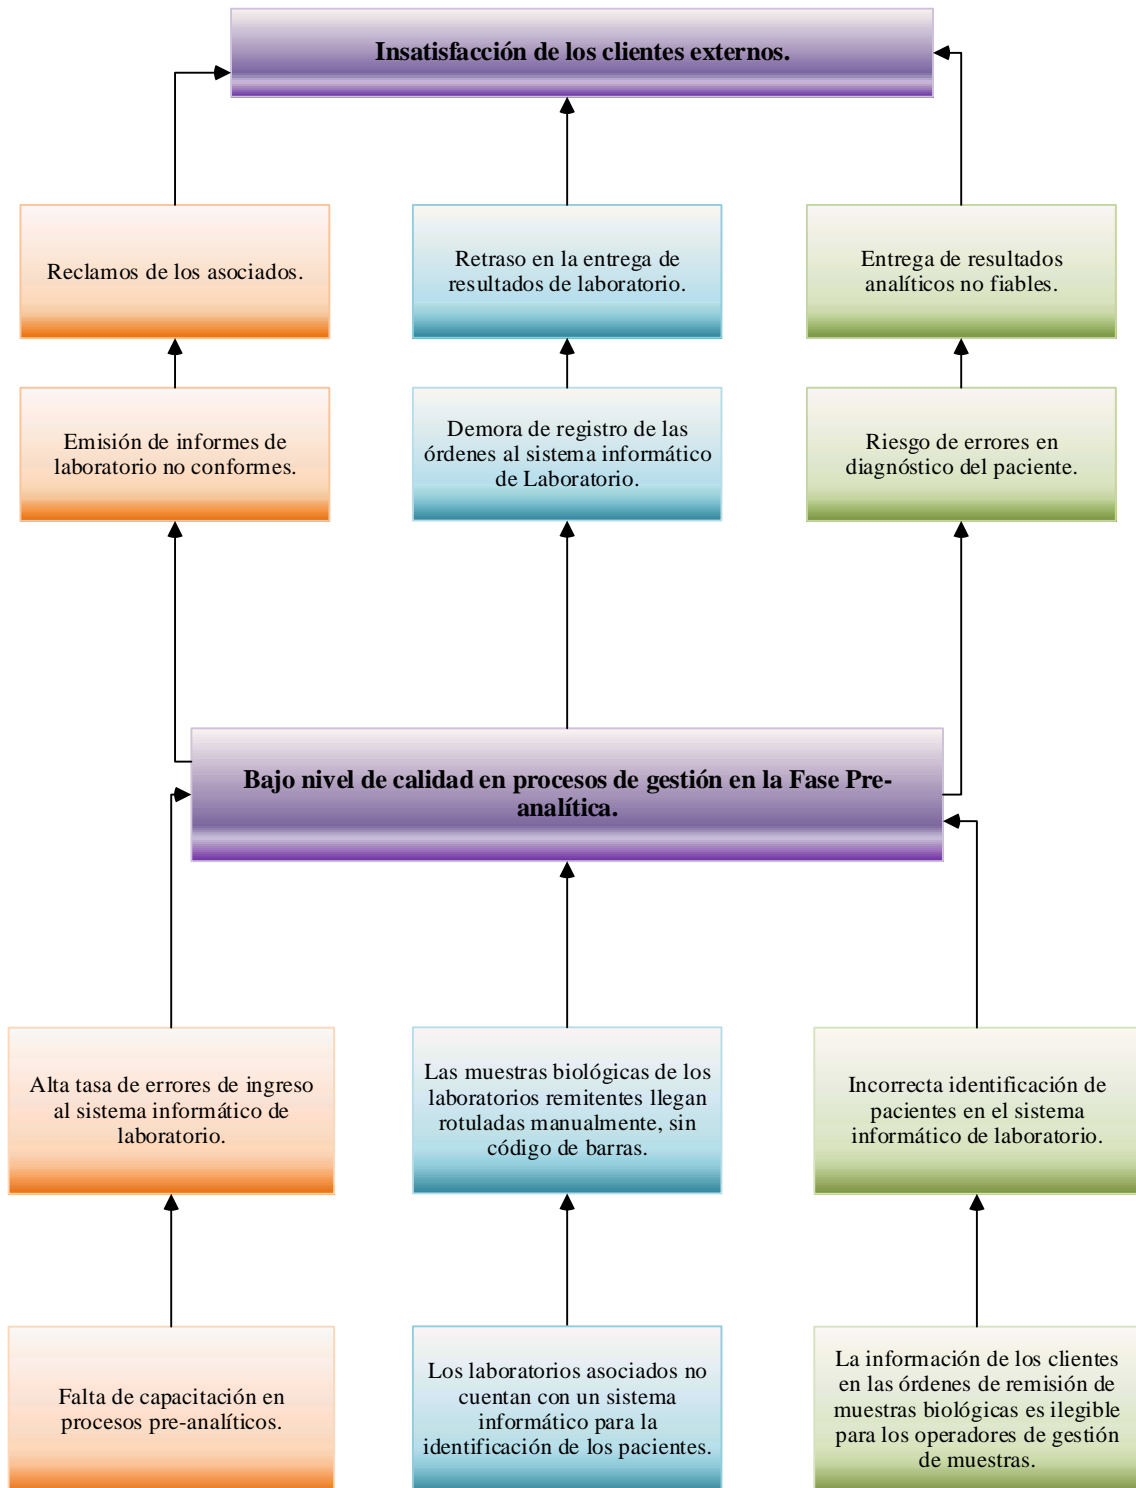 Insatisfacción de los clientes externos.
Reclamos de los asociados.
Retraso en la entrega de
resultados de laboratorio.
Entrega de resultados
analíticos no fiables.
Emisión de informes de
laboratorio no conformes.
Demora de registro de las
órdenes al sistema informático
de Laboratorio.
Riesgo de errores en
diagnóstico del paciente.
Bajo nivel de calidad en procesos de gestión en la Fase Pre-
analítica.
Alta tasa de errores de ingreso
al sistema informático de
laboratorio.
Las muestras biológicas de los
laboratorios remitentes llegan
rotuladas manualmente, sin
código de barras.
Incorrecta identificación de
pacientes en el sistema
informático de laboratorio.
Falta de capacitación en
procesos pre-analíticos.
Los laboratorios asociados no
cuentan con un sistema
informático para la
identificación de los pacientes.
La información de los clientes
en las órdenes de remisión de
muestras biológicas es ilegible
para los operadores de gestión
de muestras.